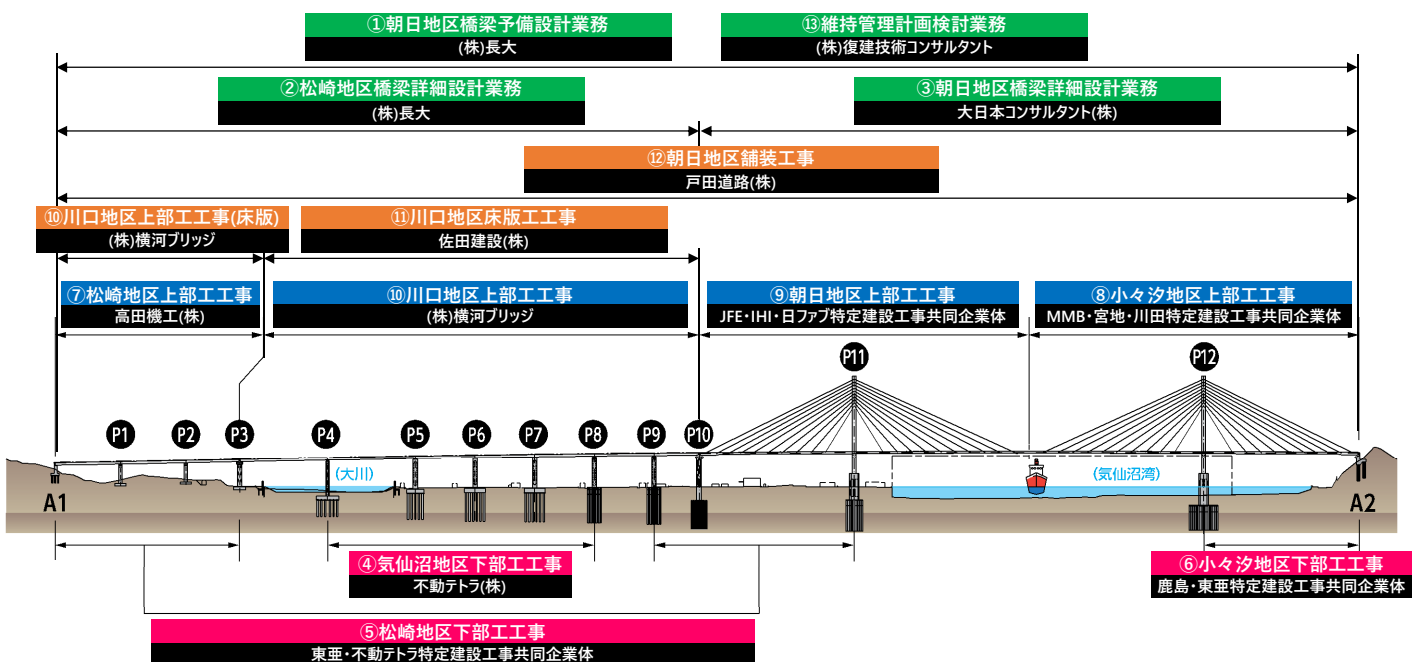 ①朝日地区橋梁予備設計業務
(株)長大
⑬維持管理計画検討業務
(株)復建技術コンサルタント
②松崎地区橋梁詳細設計業務
(株)長大
③朝日地区橋梁詳細設計業務
大日本コンサルタント(株)
⑫朝日地区舗装工事
戸田道路(株)
⑩川口地区上部工工事(床版)
(株)横河ブリッジ
⑪川口地区床版工工事
佐田建設(株)
⑦松崎地区上部工工事
高田機工(株)
⑩川口地区上部工工事
(株)横河ブリッジ
⑨朝日地区上部工工事
JFE・IHI・日ファブ特定建設工事共同企業体
⑧小々汐地区上部工工事
MMB・宮地・川田特定建設工事共同企業体
P11
P12
P1
P2
P3
P4
P5
P6
P7
P8
P9
P10
(大川)
(気仙沼湾)
A1
A2
④気仙沼地区下部工工事
不動テトラ(株)
⑥小々汐地区下部工工事
鹿島・東亜特定建設工事共同企業体
⑤松崎地区下部工工事
東亜・不動テトラ特定建設工事共同企業体